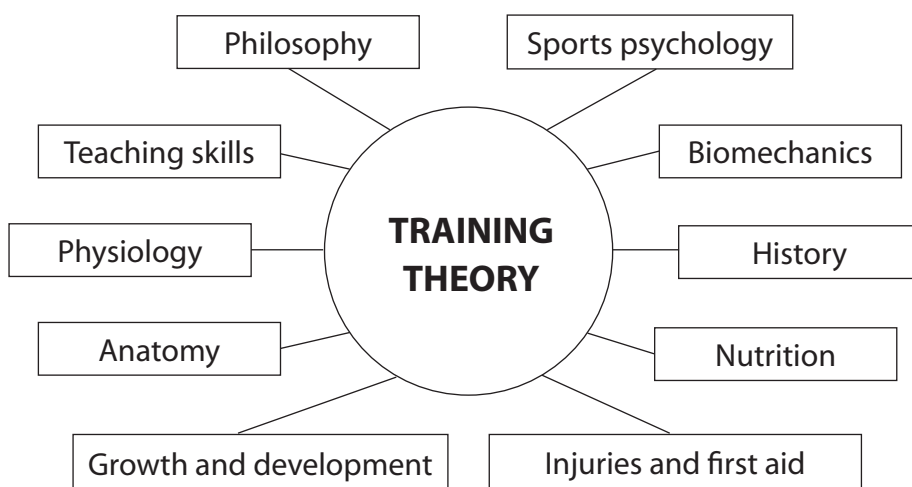 Philosophy
Sports psychology
Teaching skills
Biomechanics
Physiology
TRAINING
THEORY
History
Anatomy
Nutrition
Growth and development
Injuries and first aid